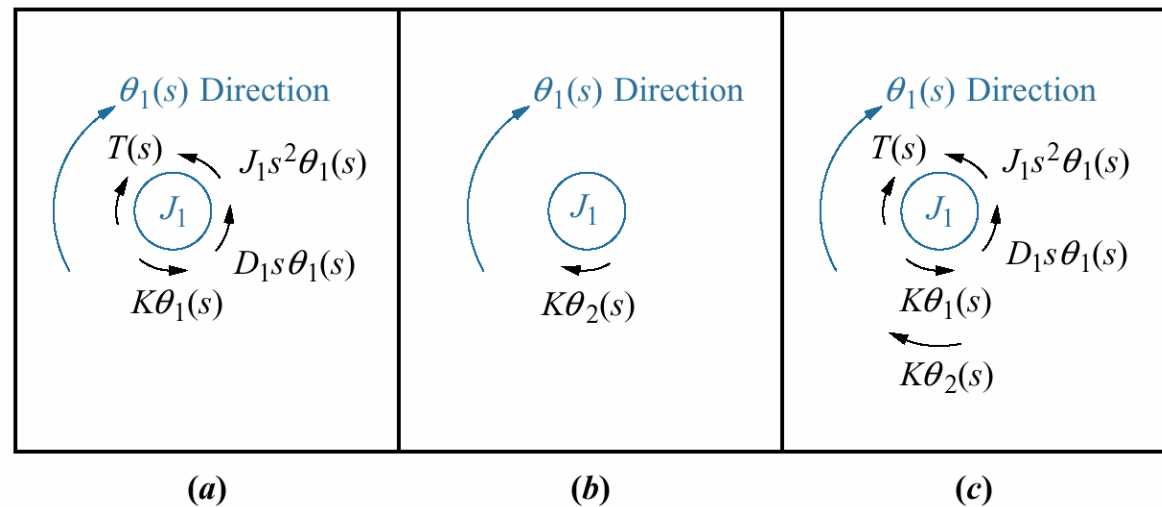 θ₁(s) Direction
T(s)
J₁s²θ₁(s)
J₁
D₁sθ₁(s)
Kθ₁(s)
(a)
θ₁(s) Direction
J₁
Kθ₂(s)
(b)
θ₁(s) Direction
T(s)
J₁s²θ₁(s)
J₁
D₁sθ₁(s)
Kθ₁(s)
Kθ₂(s)
(c)